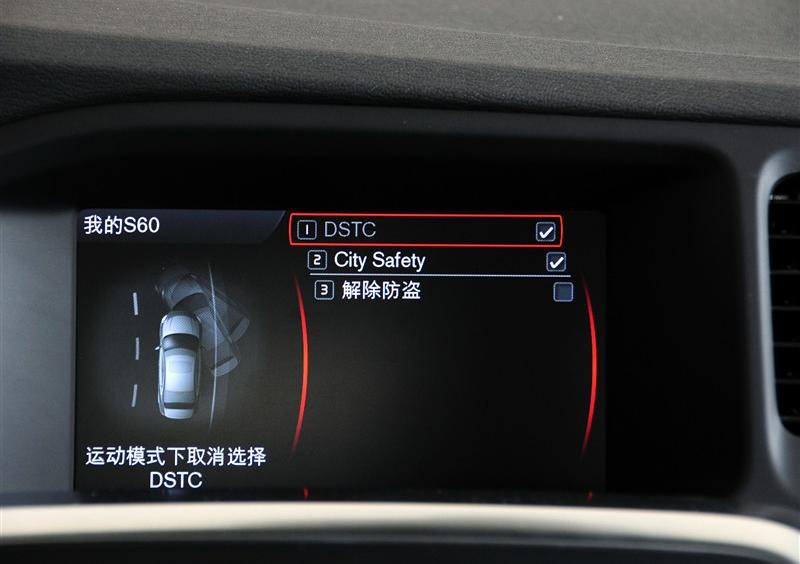 我的S60
1 DSTC
2 City Safety
3 解除防盗
运动模式下取消选择
DSTC